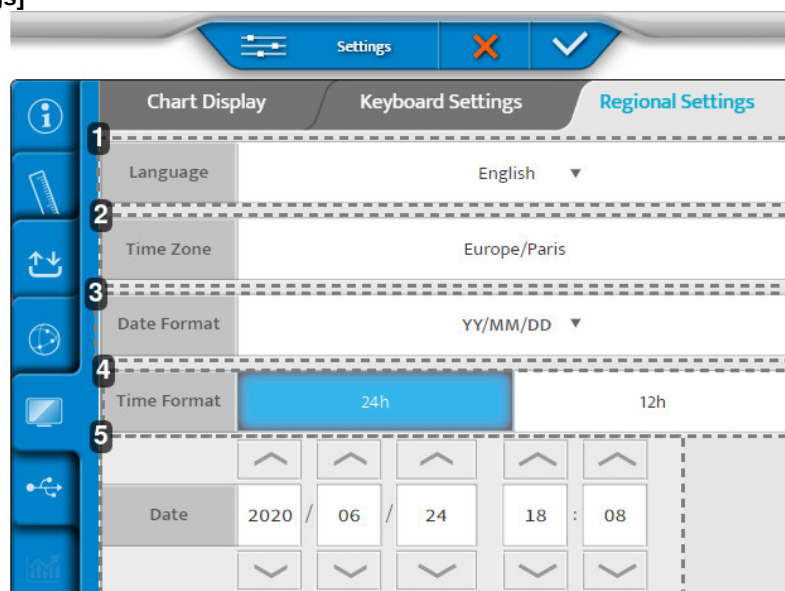 gs]
Settings
Chart Display Keyboard Settings Regional Settings
1
Language English ▼
2
Time Zone Europe/Paris
3
Date Format YY/MM/DD ▼
4
Time Format 24h 12h
5
Date 2020 / 06 / 24 18 : 08